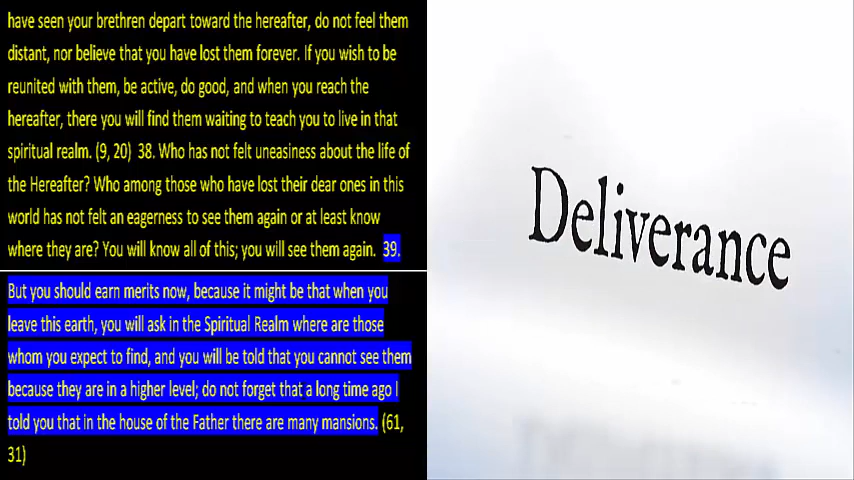 have seen your brethren depart toward the hereafter, do not feel them
distant, nor believe that you have lost them forever. If you wish to be
reunited with them, be active, do good, and when you reach the
hereafter, there you will find them waiting to teach you to live in that
spiritual realm. (9, 20) 38. Who has not felt uneasiness about the life of
the Hereafter? Who among those who have lost their dear ones in this
world has not felt an eagerness to see them again or at least know
where they are? You will know all of this; you will see them again. 39.
But you should earn merits now, because it might be that when you
leave this earth, you will ask in the Spiritual Realm where are those
whom you expect to find, and you will be told that you cannot see them
because they are in a higher level; do not forget that a long time ago I
told you that in the house of the Father there are many mansions. (61,
31)
Deliverance